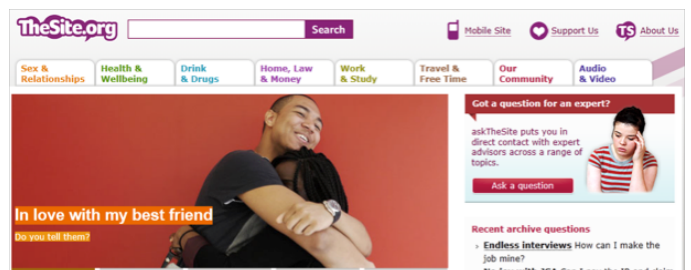 TheSite.org
Search
Mobile Site
Support Us
TS About Us
Sex &
Relationships
Health &
Wellbeing
Drink
& Drugs
Home, Law
& Money
Work
& Study
Travel &
Free Time
Our
Community
Audio
& Video
In love with my best friend
Do you tell them?
Got a question for an expert?
askTheSite puts you in
direct contact with expert
advisors across a range of
topics.
Ask a question
Recent archive questions
» Endless interviews How can I make the
job mine?